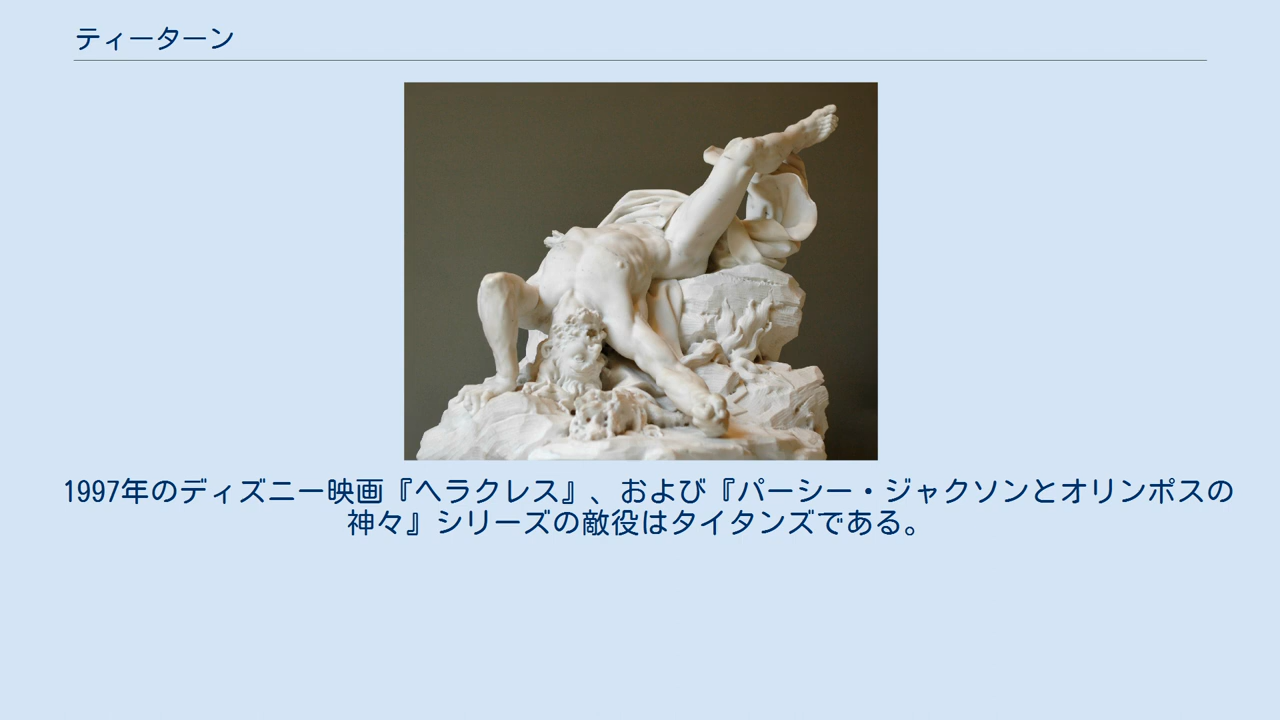 ティーターン
1997年のディズニー映画『ヘラクレス』、および『パーシー・ジャクソンとオリンポスの
神々』シリーズの敵役はタイタンズである。